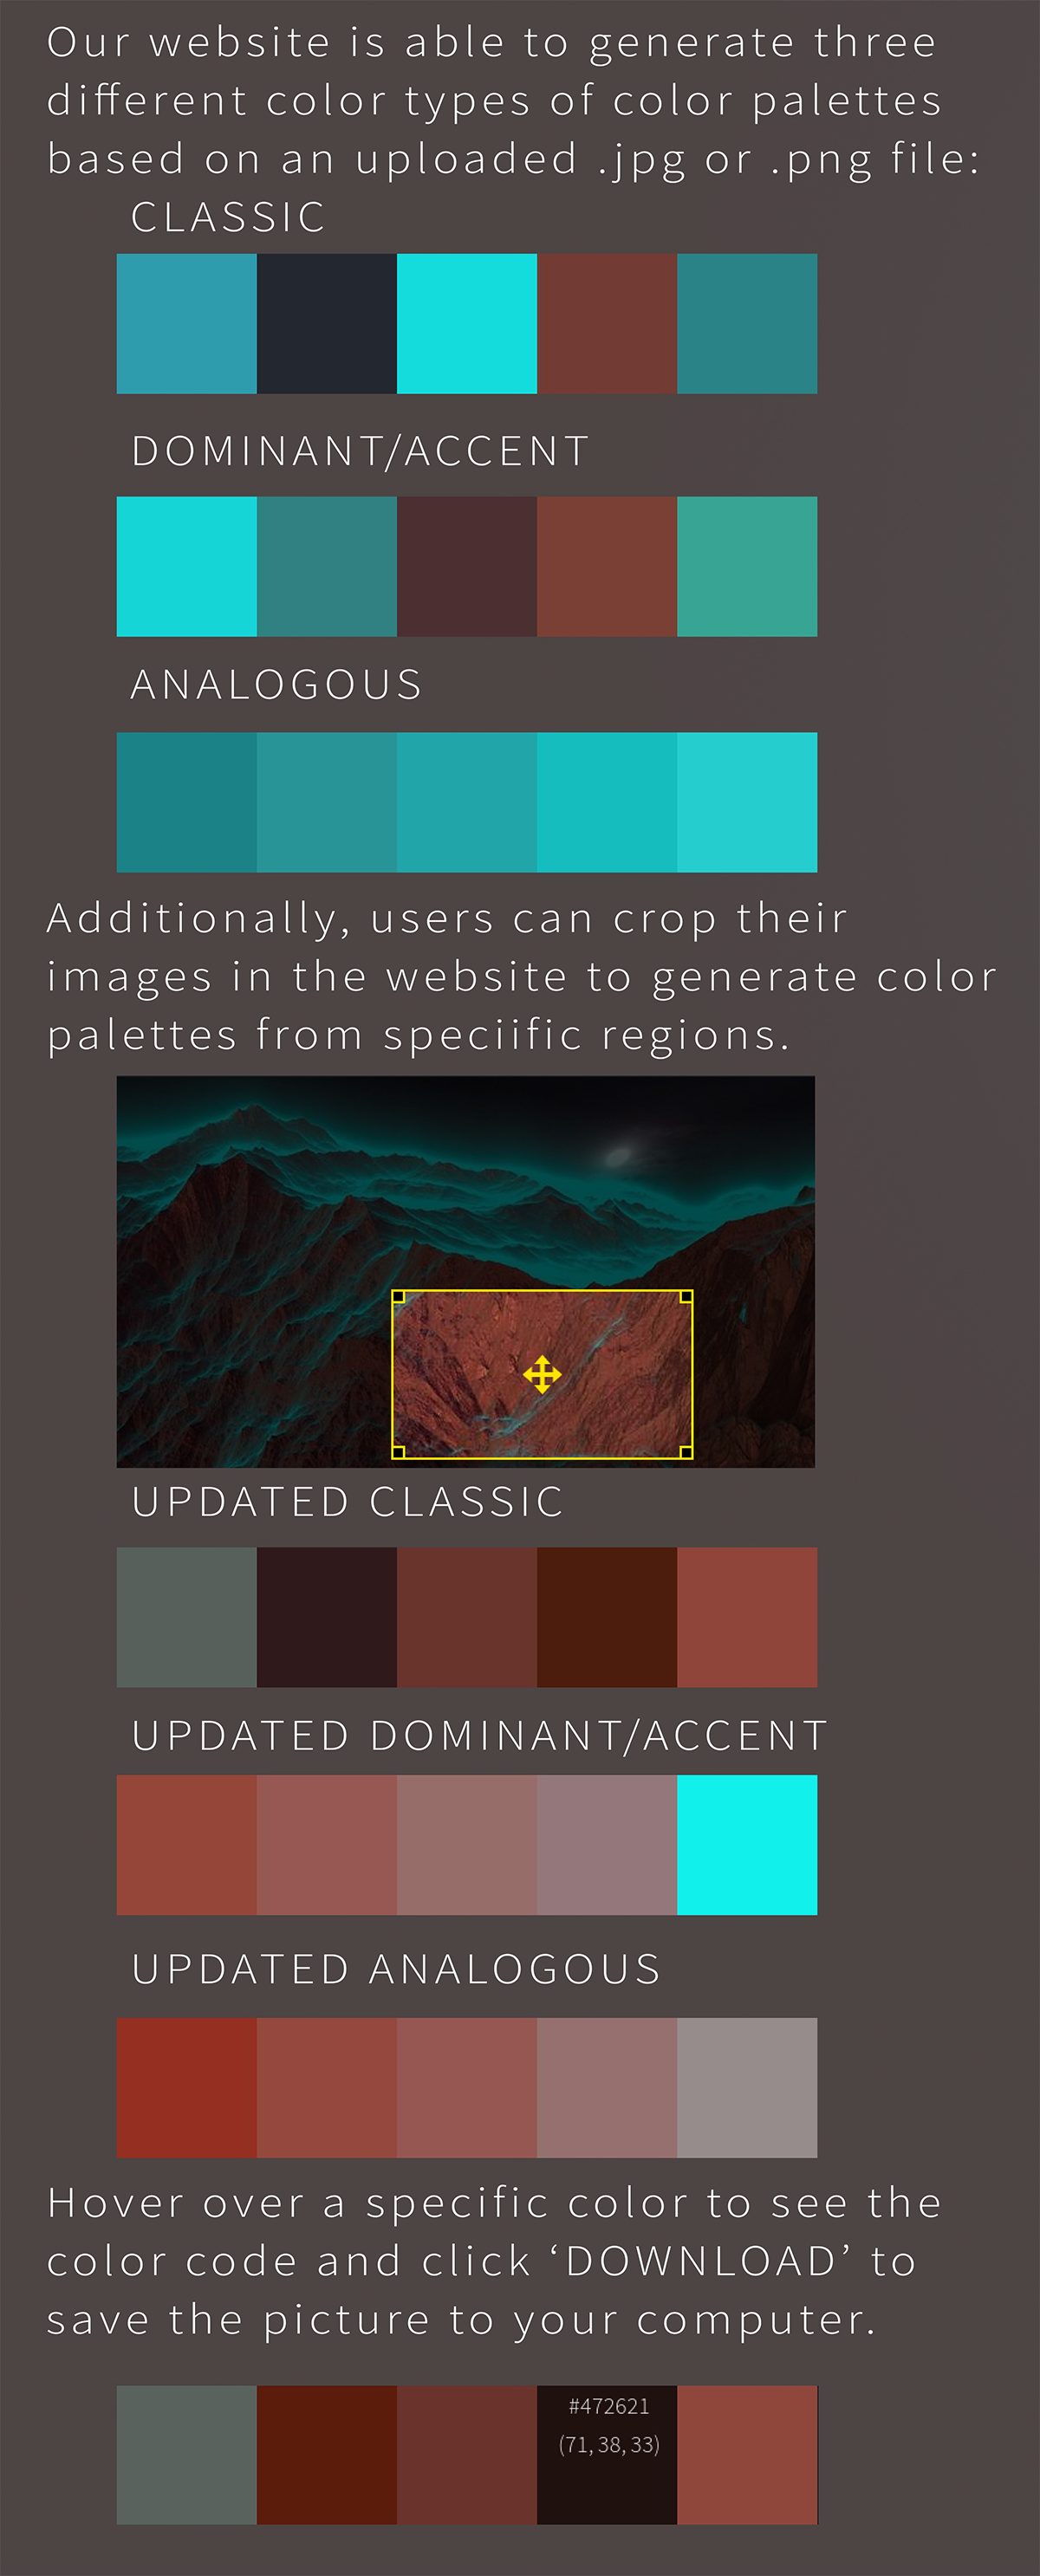 Our website is able to generate three
different color types of color palettes
based on an uploaded .jpg or .png file:
CLASSIC
DOMINANT/ACCENT
ANALOGOUS
Additionally, users can crop their
images in the website to generate color
palettes from speciific regions.
UPDATED CLASSIC
UPDATED DOMINANT/ACCENT
UPDATED ANALOGOUS
Hover over a specific color to see the
color code and click ‘DOWNLOAD’ to
save the picture to your computer.
#472621
(71, 38, 33)